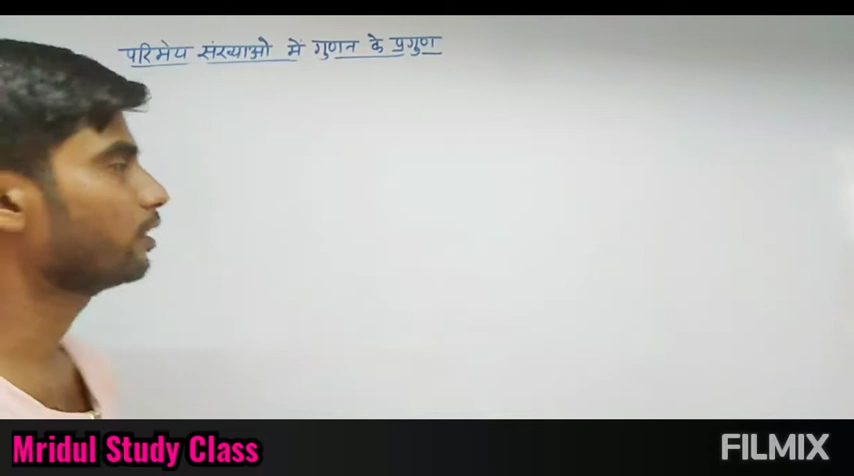 परिमेय संख्याओ में गुणन के प्रगुण
Mridul Study Class
FILMIX